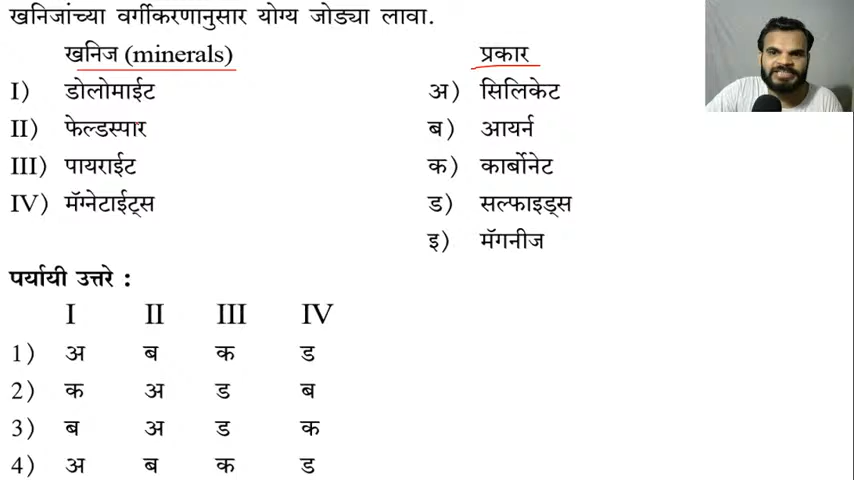 खनिजांच्या वर्गीकरणानुसार योग्य जोड्या लावा.
खनिज (minerals) प्रकार
I) डोलोमाईट अ) सिलिकेट
II) फेल्डस्पार ब) आयर्न
III) पायराईट क) कार्बोनेट
IV) मॅग्नेटाईट्स ड) सल्फाइड्स
इ) मॅगनीज
पर्यायी उत्तरे :
I II III IV
1) अ ब क ड
2) क अ ड ब
3) ब अ ड क
4) अ ब क ड